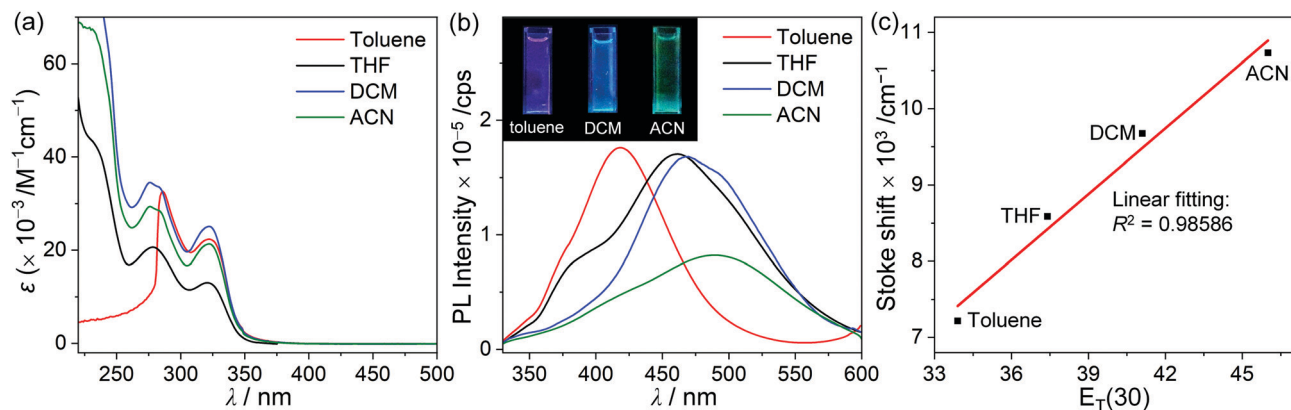 (a)
60
40
20
0
ε (× 10⁻³ /M⁻¹cm⁻¹)
Toluene
THF
DCM
ACN
250 300 350 400 450 500
λ / nm
(b)
2
1
0
PL Intensity × 10⁻⁵ /cps
toluene DCM ACN
Toluene
THF
DCM
ACN
350 400 450 500 550 600
λ / nm
(c)
11
10
9
8
7
Stoke shift × 10³ /cm⁻¹
ACN
DCM
THF
Toluene
Linear fitting:
R² = 0.98586
33 36 39 42 45
E_T(30)